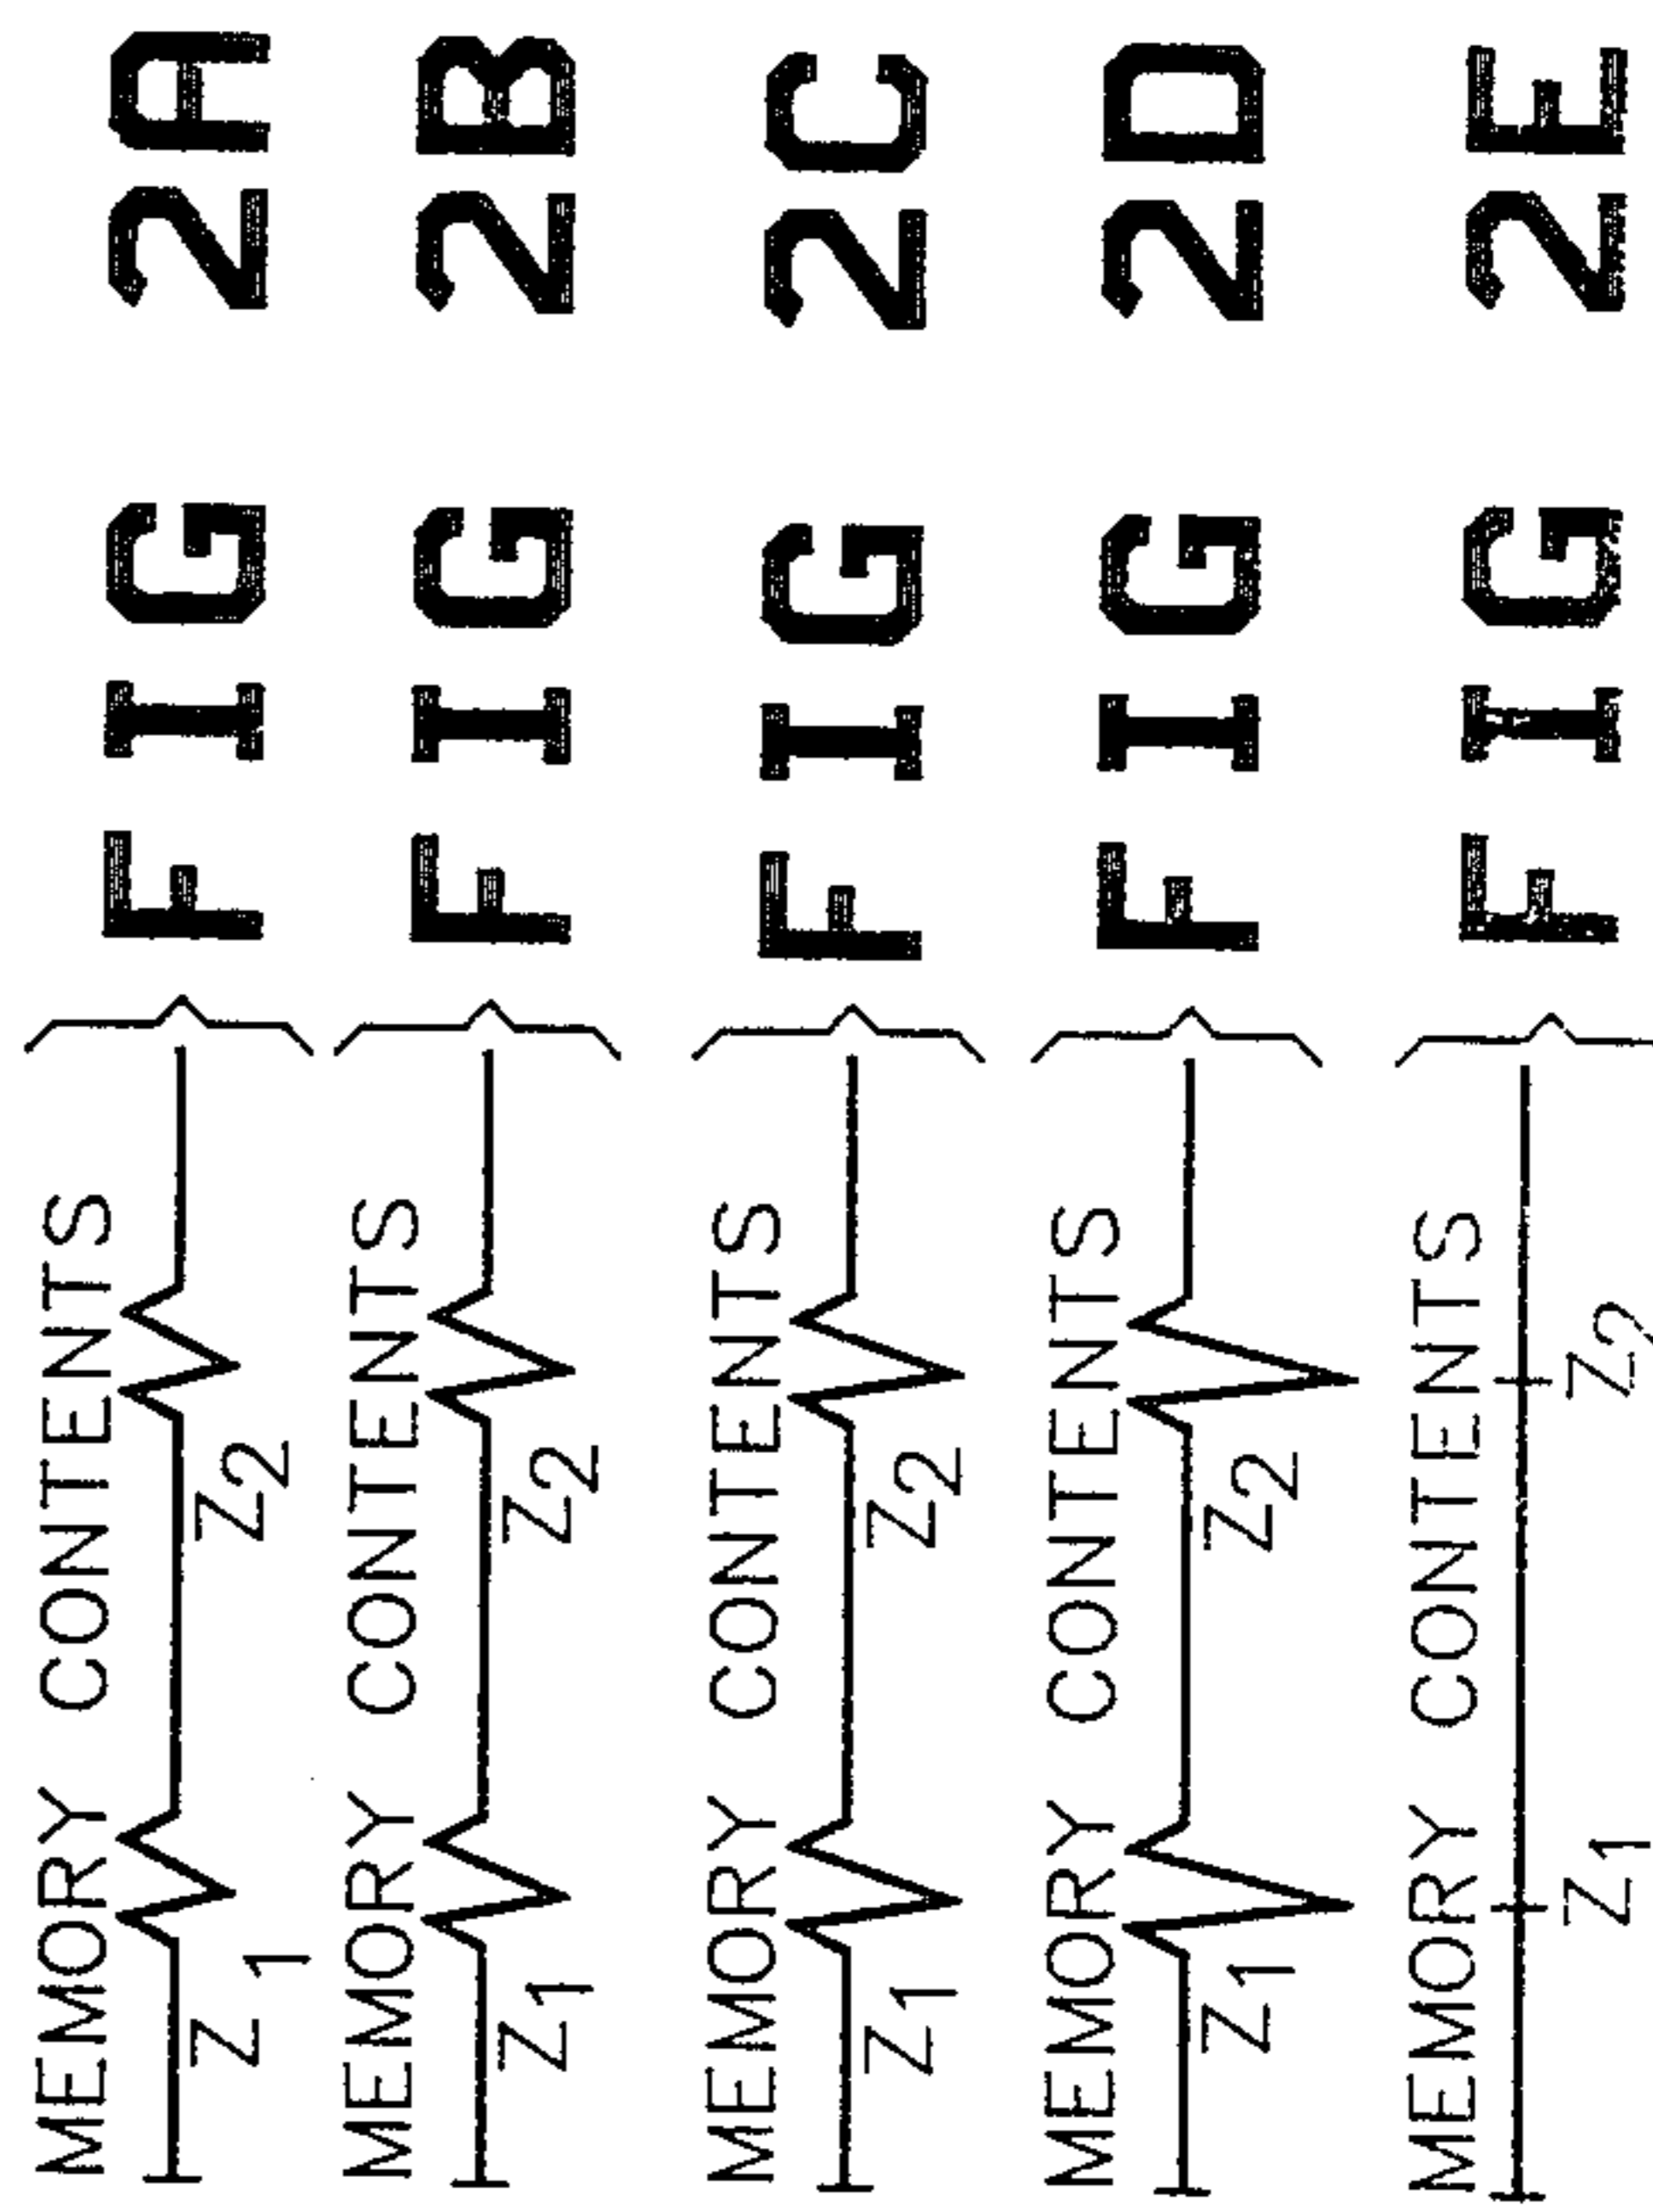 MEMORY CONTENTS
Z1 Z2
FIG 2A
MEMORY CONTENTS
Z1 Z2
FIG 2B
MEMORY CONTENTS
Z1 Z2
FIG 2C
MEMORY CONTENTS
Z1 Z2
FIG 2D
MEMORY CONTENTS
Z1 Z2
FIG 2E